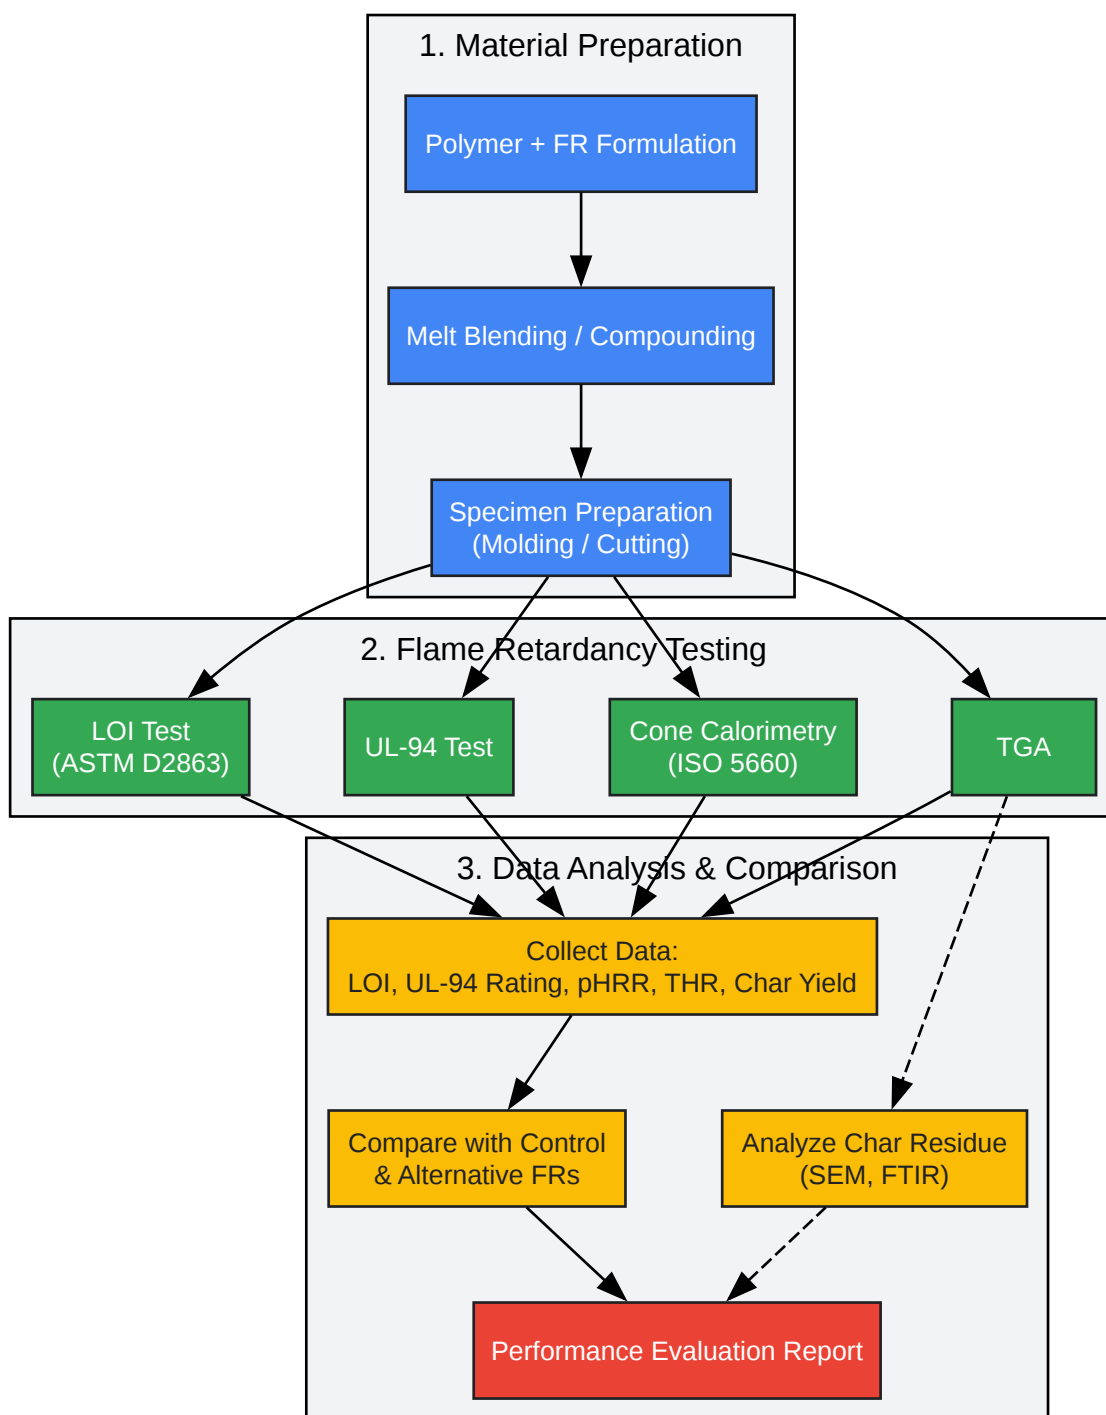 1. Material Preparation
Polymer + FR Formulation
Melt Blending / Compounding
Specimen Preparation
(Molding / Cutting)
2. Flame Retardancy Testing
LOI Test
(ASTM D2863)
UL-94 Test
Cone Calorimetry
(ISO 5660)
TGA
3. Data Analysis & Comparison
Collect Data:
LOI, UL-94 Rating, pHRR, THR, Char Yield
Compare with Control
& Alternative FRs
Analyze Char Residue
(SEM, FTIR)
Performance Evaluation Report